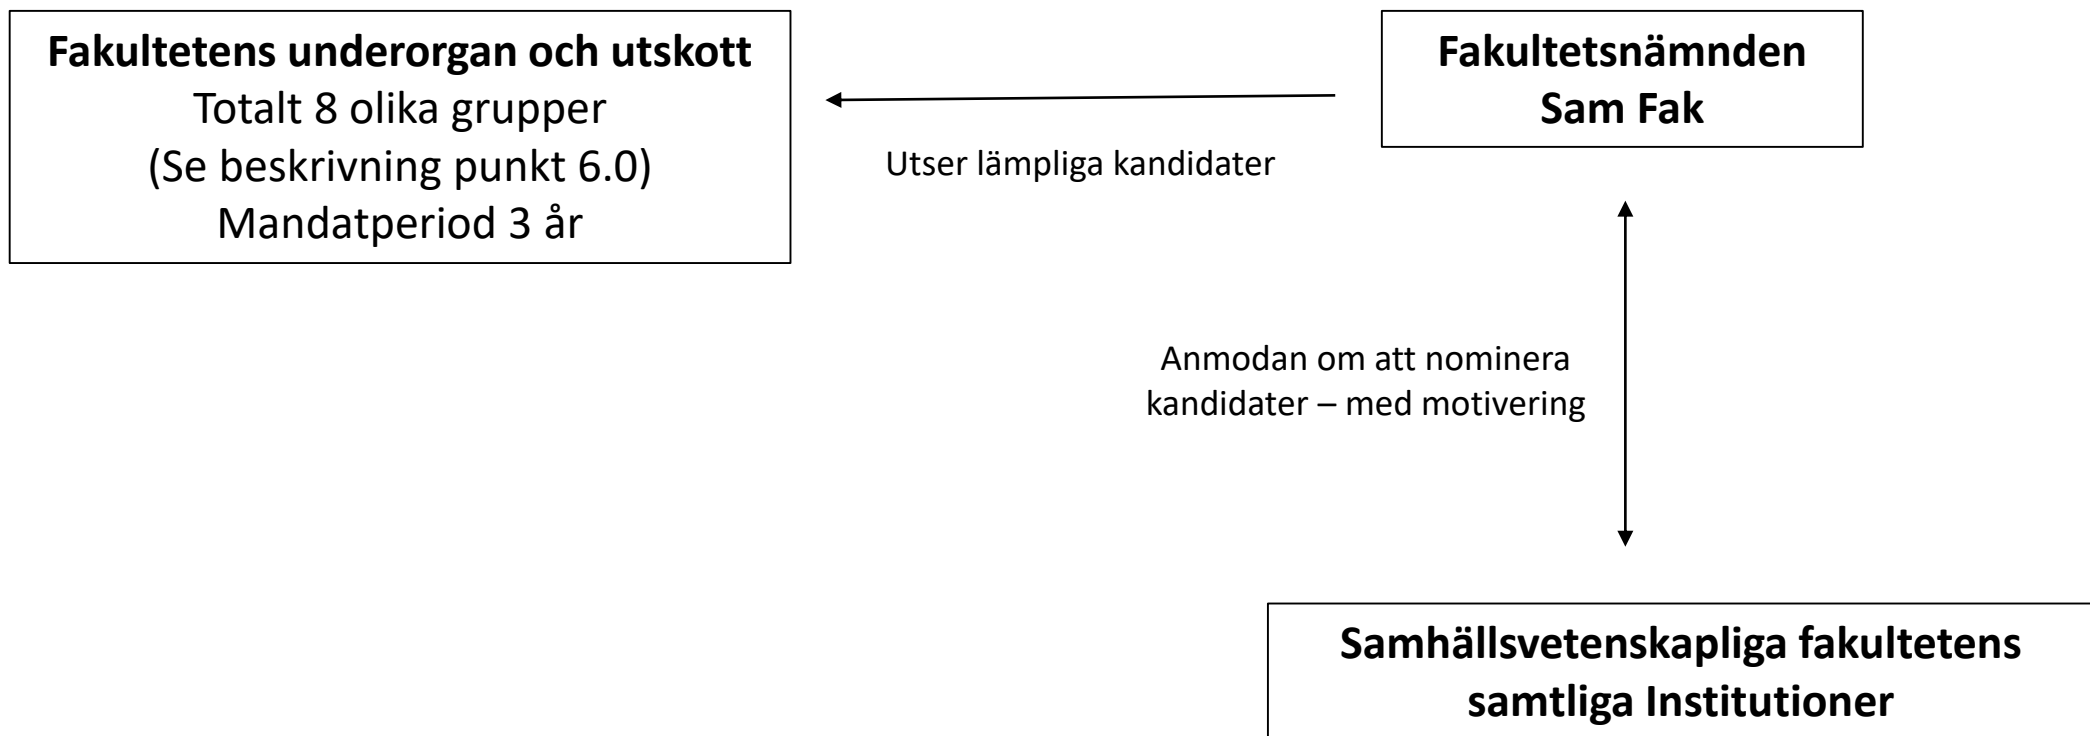 Fakultetens underorgan och utskott
Totalt 8 olika grupper
(Se beskrivning punkt 6.0)
Mandatperiod 3 år
Utser lämpliga kandidater
Fakultetsnämnden
Sam Fak
Anmodan om att nominera
kandidater – med motivering
Samhällsvetenskapliga fakultetens
samtliga Institutioner